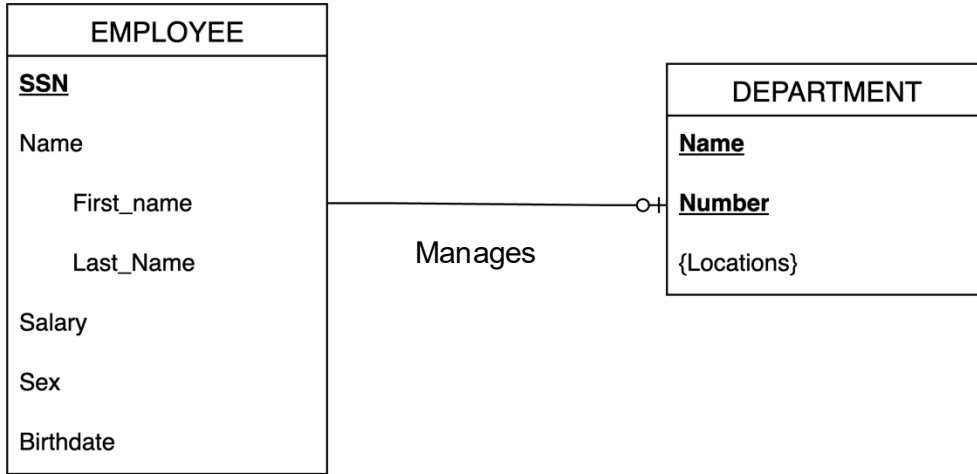 EMPLOYEE
SSN
Name
First_name
Last_Name
Salary
Sex
Birthdate
Manages
DEPARTMENT
Name
Number
{Locations}